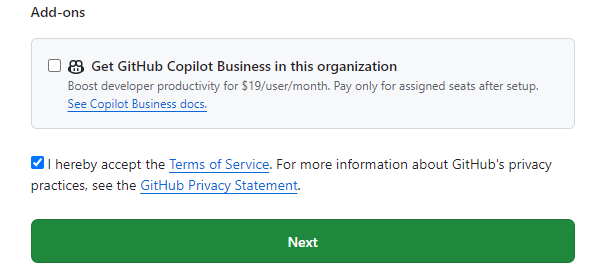 Add-ons
Get GitHub Copilot Business in this organization
Boost developer productivity for $19/user/month. Pay only for assigned seats after setup.
See Copilot Business docs.
I hereby accept the Terms of Service. For more information about GitHub's privacy
practices, see the GitHub Privacy Statement.
Next